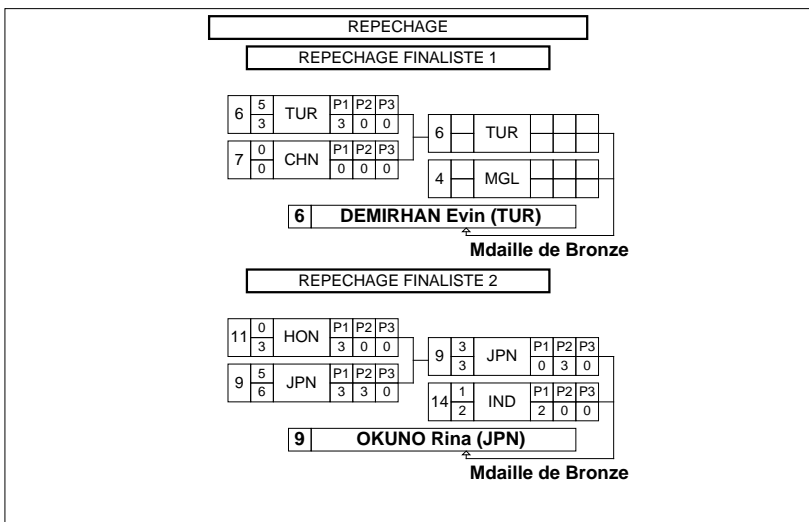 REPECHAGE
REPECHAGE FINALISTE 1
6 5 3 TUR P1 P2 P3
3 0 0
7 0 0 CHN P1 P2 P3
0 0 0
6 TUR
4 MGL
6 DEMIRHAN Evin (TUR)
Mdaille de Bronze
REPECHAGE FINALISTE 2
11 0 3 HON P1 P2 P3
3 0 0
9 5 6 JPN P1 P2 P3
3 3 0
9 3 3 JPN P1 P2 P3
0 3 0
14 1 2 IND P1 P2 P3
2 0 0
9 OKUNO Rina (JPN)
Mdaille de Bronze